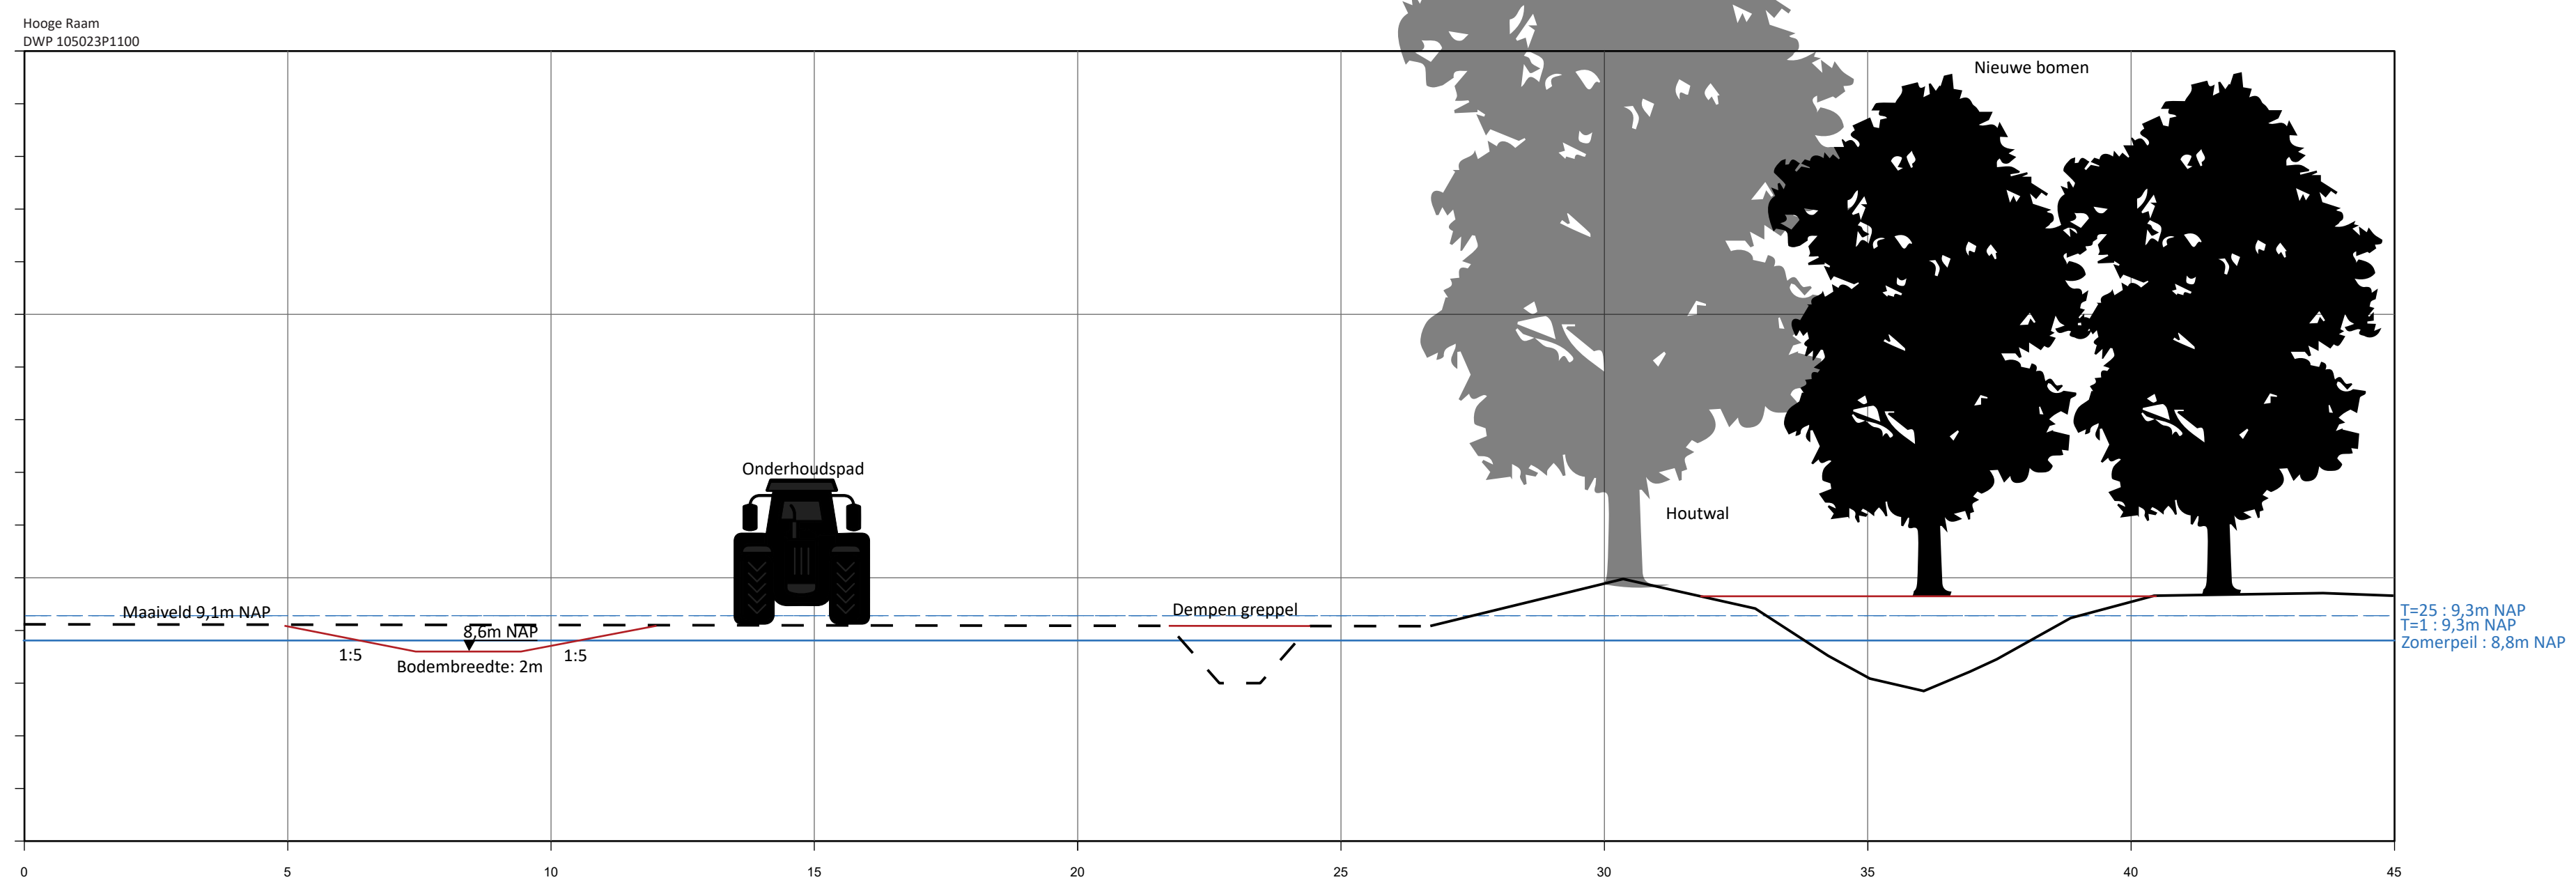 Hooge Raam
DWP 105023P1100
Nieuwe bomen
Onderhoudspad
Houtwal
Maaiveld 9,1m NAP
Dempen greppel
T=25 : 9,3m NAP
T=1 : 9,3m NAP
8,6m NAP
Zomerpeil : 8,8m NAP
1:5
1:5
Bodembreedte: 2m
0
5
10
15
20
25
30
35
40
45